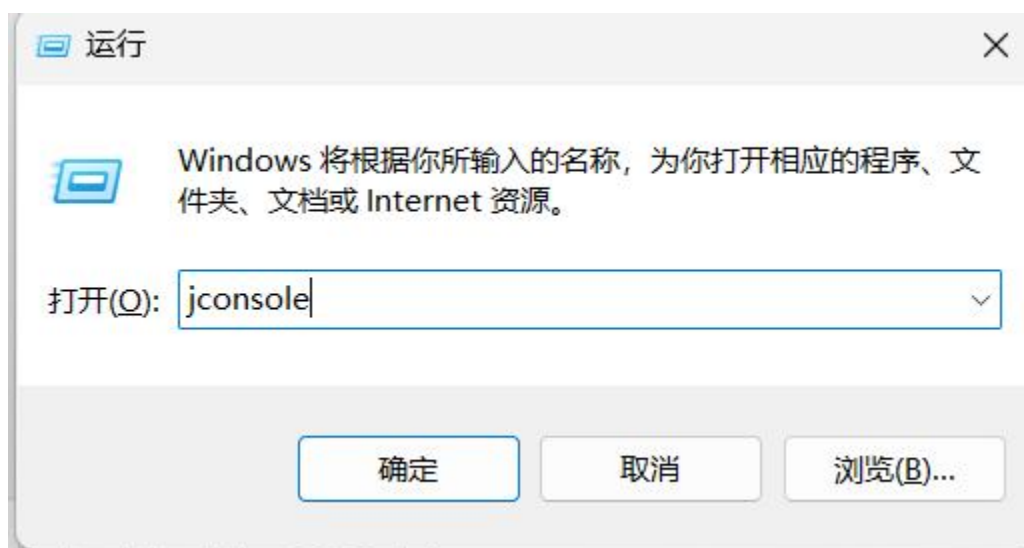 运行
Windows 将根据你所输入的名称，为你打开相应的程序、文
件夹、文档或 Internet 资源。
打开(O): jconsole
确定 取消 浏览(B)...